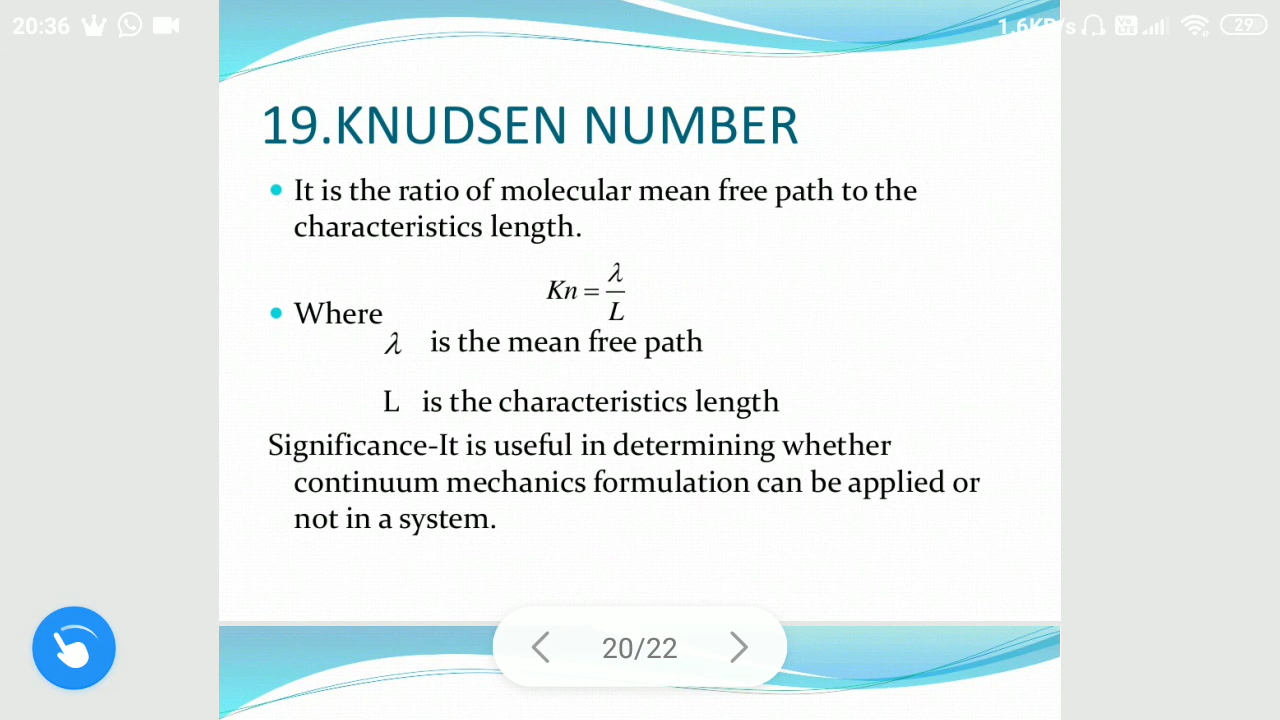 20:36
1.6KB/s
29
19.KNUDSEN NUMBER
It is the ratio of molecular mean free path to the
characteristics length.
Kn = λ/L
Where
λ is the mean free path
L is the characteristics length
Significance-It is useful in determining whether
continuum mechanics formulation can be applied or
not in a system.
20/22